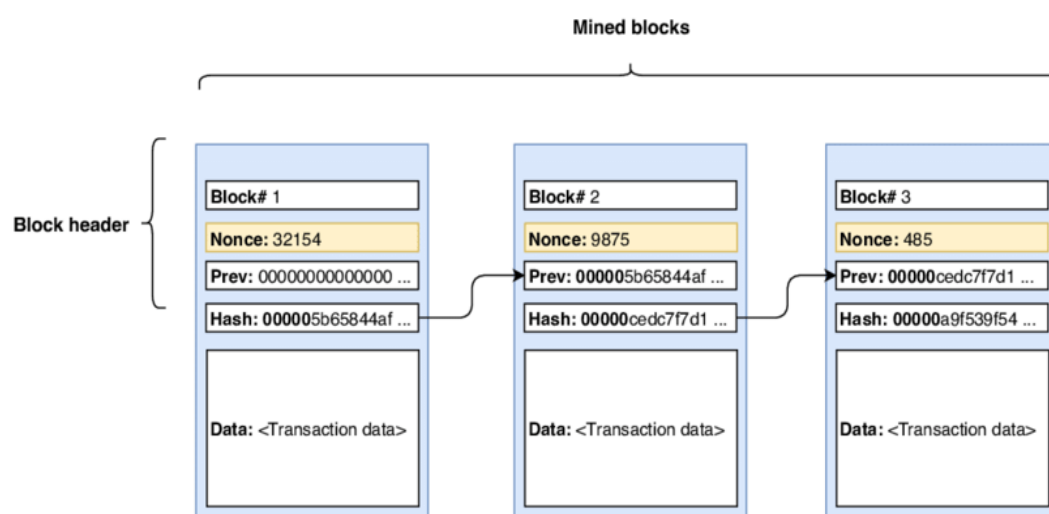 Mined blocks
Block header
Block# 1
Nonce: 32154
Prev: 00000000000000 ...
Hash: 000005b65844af ...
Data: <Transaction data>
Block# 2
Nonce: 9875
Prev: 000005b65844af ...
Hash: 00000cedc7f7d1 ...
Data: <Transaction data>
Block# 3
Nonce: 485
Prev: 00000cedc7f7d1 ...
Hash: 00000a9f539f54 ...
Data: <Transaction data>